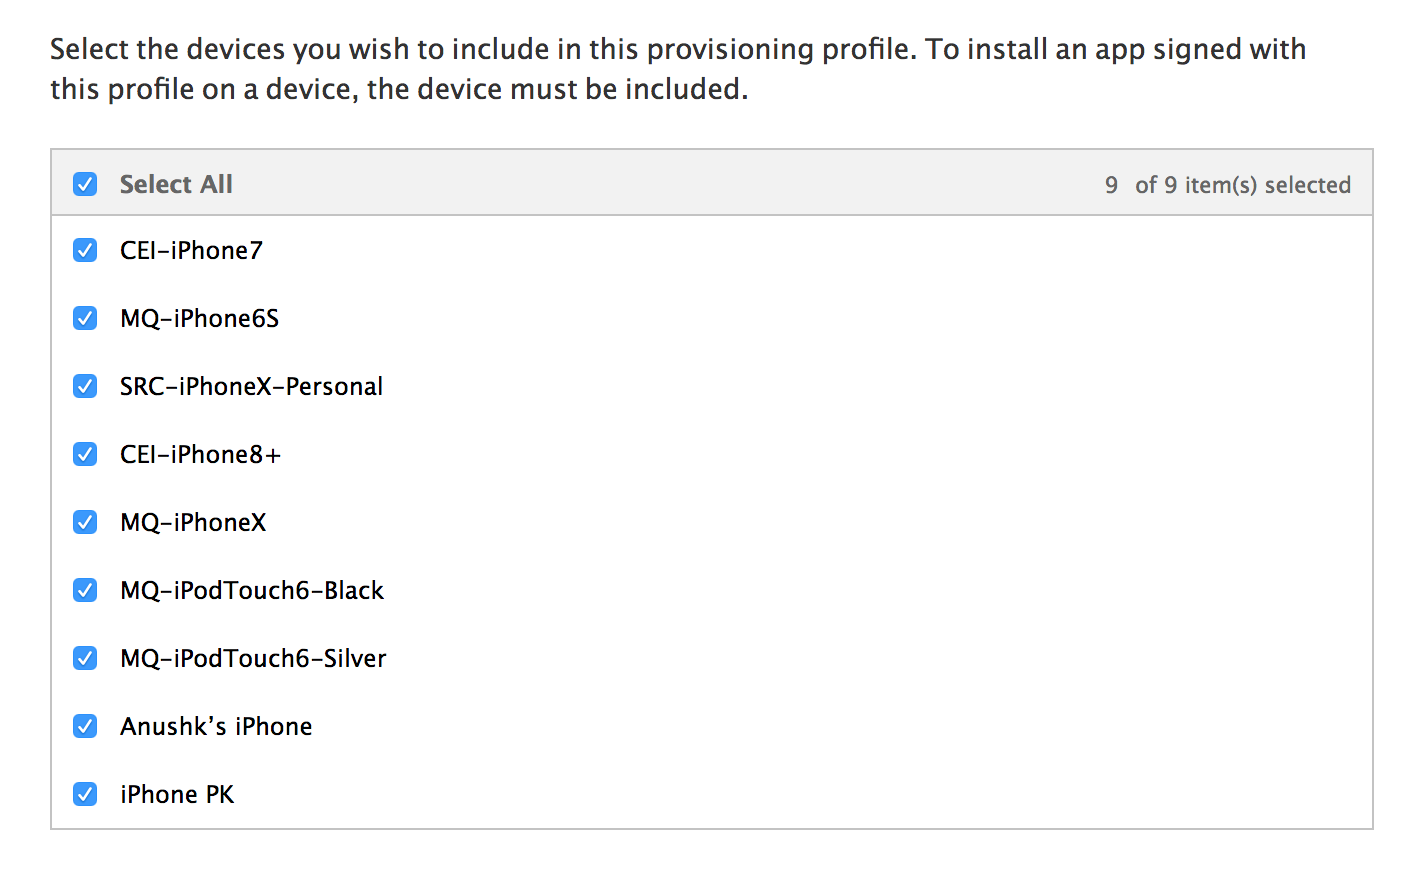 Select the devices you wish to include in this provisioning profile. To install an app signed with
this profile on a device, the device must be included.
Select All 9 of 9 item(s) selected
CEI-iPhone7
MQ-iPhone6S
SRC-iPhoneX-Personal
CEI-iPhone8+
MQ-iPhoneX
MQ-iPodTouch6-Black
MQ-iPodTouch6-Silver
Anushk’s iPhone
iPhone PK